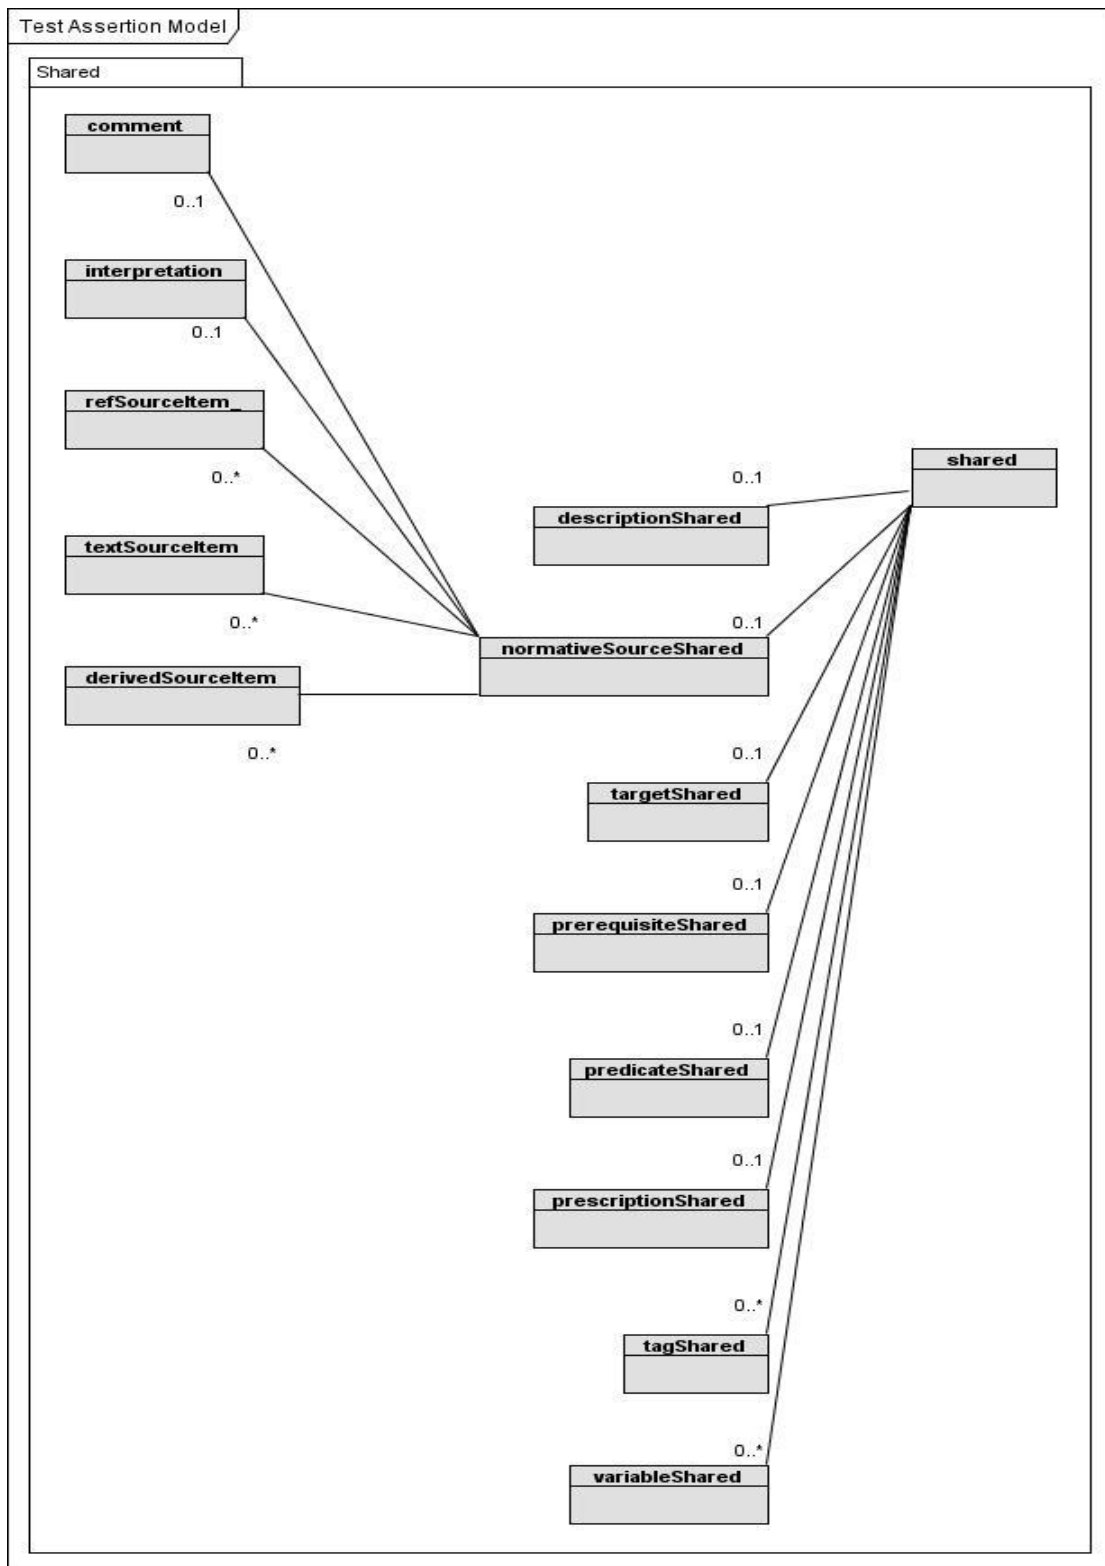 Test Assertion Model
Shared
comment
0..1
interpretation
0..1
refSourceItem_
0..*
textSourceItem
0..*
derivedSourceItem
0..*
shared
0..1
descriptionShared
0..1
normativeSourceShared
0..1
targetShared
0..1
prerequisiteShared
0..1
predicateShared
0..1
prescriptionShared
0..*
tagShared
0..*
variableShared